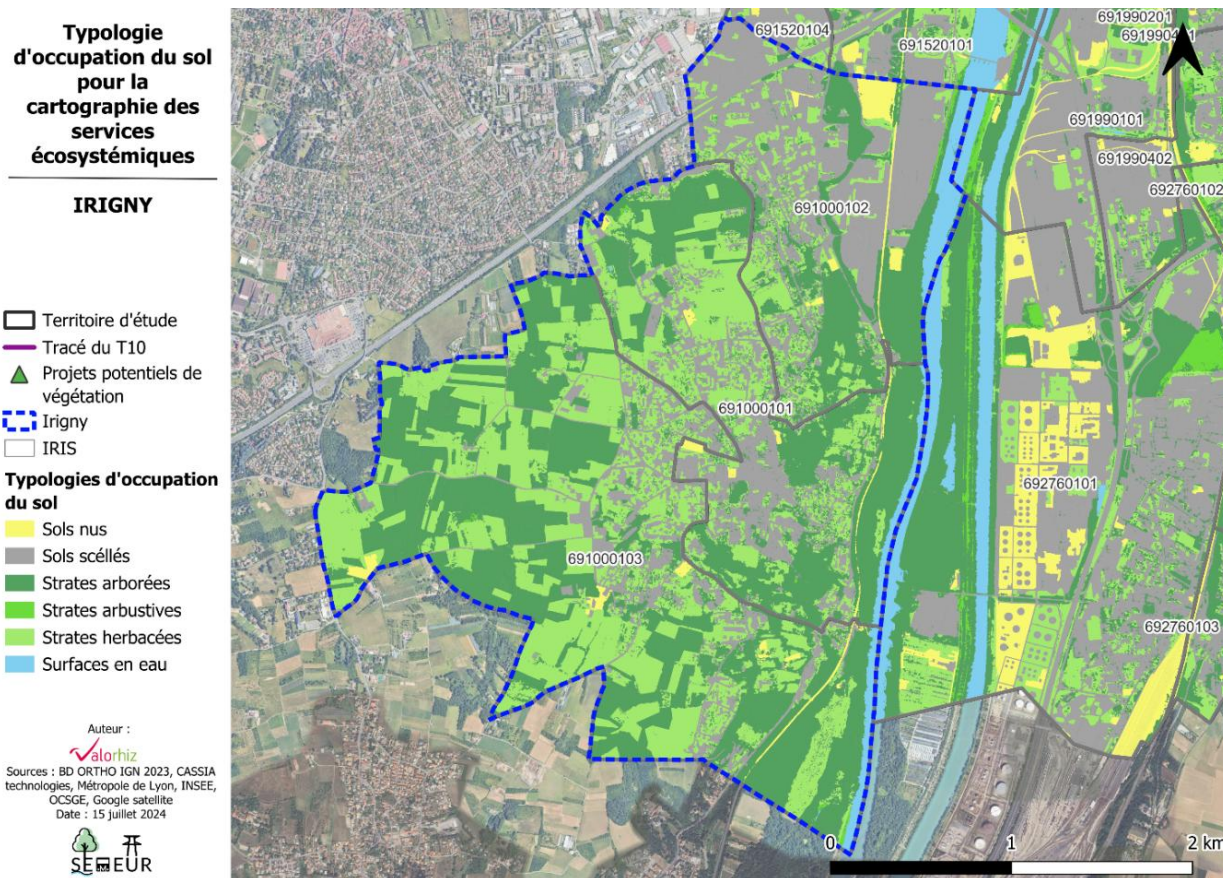 Typologie
d'occupation du sol
pour la
cartographie des
services
écosystémiques
IRIGNY
Territoire d'étude
Tracé du T10
Projets potentiels de
végétation
Irigny
IRIS
Typologies d'occupation
du sol
Sols nus
Sols scéllés
Strates arborées
Strates arbustives
Strates herbacées
Surfaces en eau
Auteur :
Valorhiz
Sources : BD ORTHO IGN 2023, CASSIA
technologies, Métropole de Lyon, INSEE,
OCSGE, Google satellite
Date : 15 juillet 2024
691990201
691520104
691520101
691990101
691990402
692760102
691000102
691000101
692760101
691000103
692760103
0 1 2 km